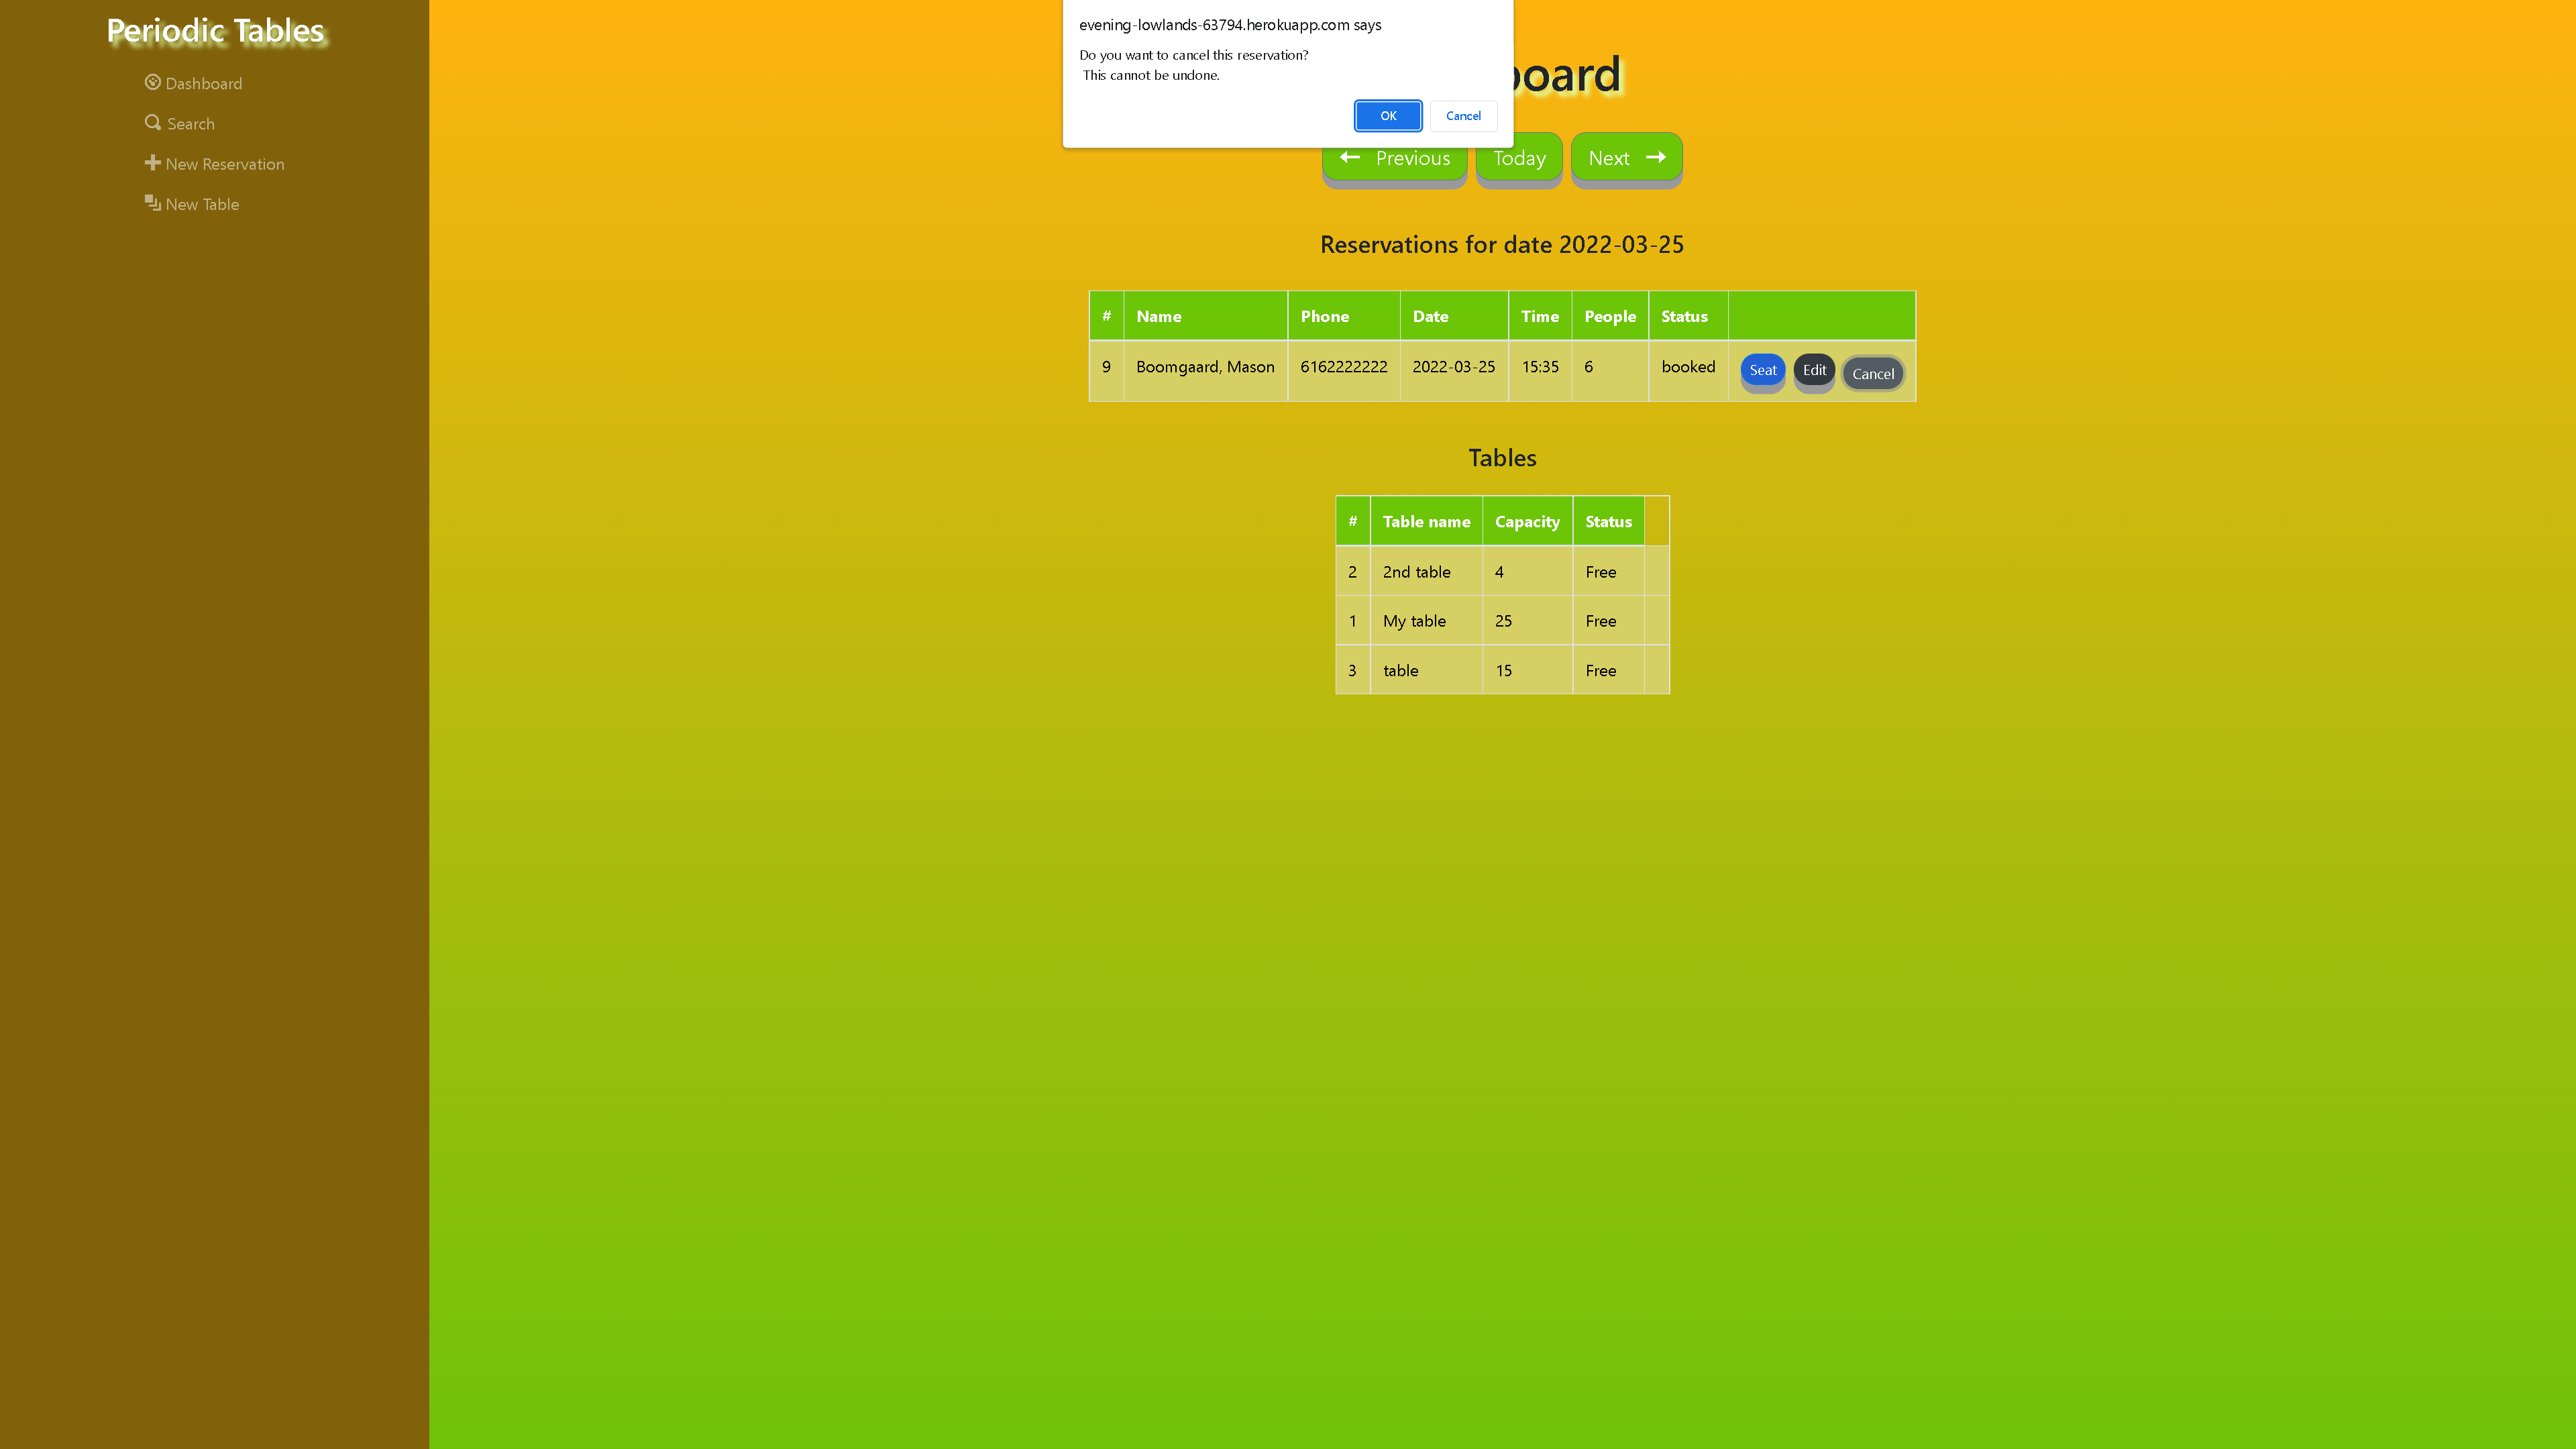 Periodic Tables
Dashboard
Search
New Reservation
New Table
evening-lowlands-63794.herokuapp.com says
Do you want to cancel this reservation?
This cannot be undone.
OK Cancel
board
Previous Today Next
Reservations for date 2022-03-25
# Name Phone Date Time People Status
9 Boomgaard, Mason 6162222222 2022-03-25 15:35 6 booked Seat Edit Cancel
Tables
# Table name Capacity Status
2 2nd table 4 Free
1 My table 25 Free
3 table 15 Free